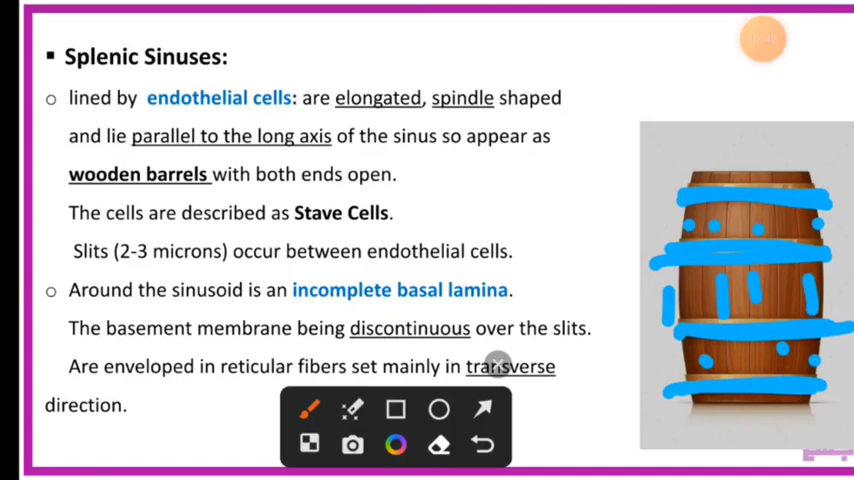 ▪ Splenic Sinuses:
o lined by endothelial cells: are elongated, spindle shaped
and lie parallel to the long axis of the sinus so appear as
wooden barrels with both ends open.
The cells are described as Stave Cells.
Slits (2-3 microns) occur between endothelial cells.
o Around the sinusoid is an incomplete basal lamina.
The basement membrane being discontinuous over the slits.
Are enveloped in reticular fibers set mainly in transverse
direction.